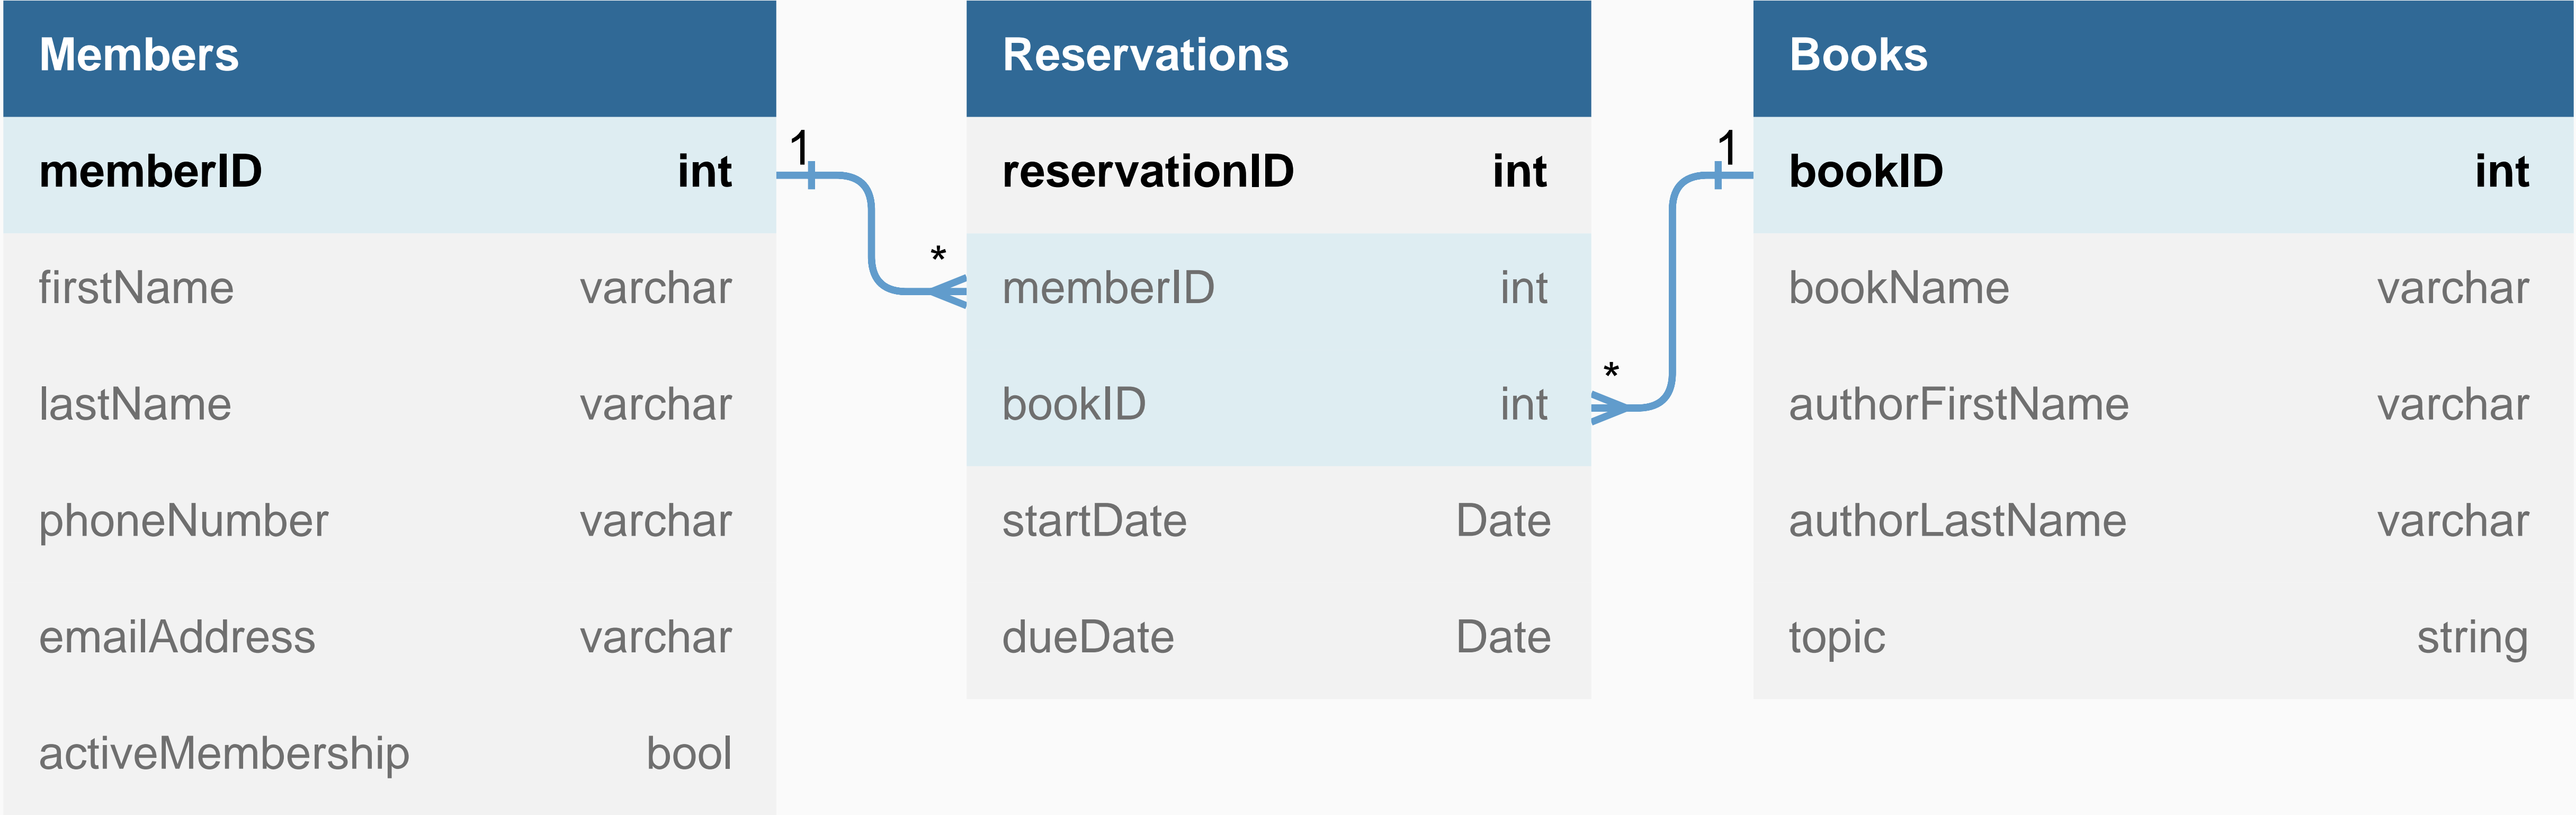 Members
memberID int
firstName varchar
lastName varchar
phoneNumber varchar
emailAddress varchar
activeMembership bool
1
*
Reservations
reservationID int
memberID int
bookID int
startDate Date
dueDate Date
*
1
Books
bookID int
bookName varchar
authorFirstName varchar
authorLastName varchar
topic string